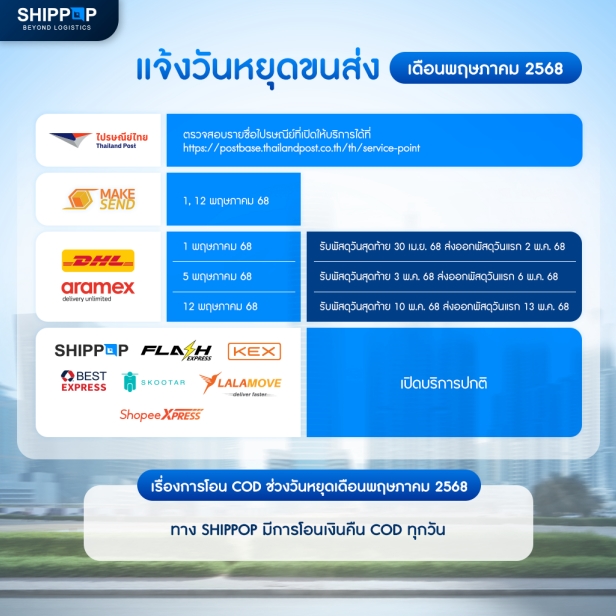 SHIPPOP
BEYOND LOGISTICS
แจ้งวันหยุดขนส่ง
เดือนพฤษภาคม 2568
ไปรษณีย์ไทย
Thailand Post
ตรวจสอบรายชื่อไปรษณีย์ที่เปิดให้บริการได้ที่
https://postbase.thailandpost.co.th/th/service-point
MAKE
SEND
1, 12 พฤษภาคม 68
DHL
aramex
delivery unlimited
1 พฤษภาคม 68
รับพัสดุวันสุดท้าย 30 เม.ย. 68 ส่งออกพัสดุวันแรก 2 พ.ค. 68
5 พฤษภาคม 68
รับพัสดุวันสุดท้าย 3 พ.ค. 68 ส่งออกพัสดุวันแรก 6 พ.ค. 68
12 พฤษภาคม 68
รับพัสดุวันสุดท้าย 10 พ.ค. 68 ส่งออกพัสดุวันแรก 13 พ.ค. 68
SHIPPOP
FLASH
EXPRESS
KEX
BEST
EXPRESS
SKOOTAR
LALAMOVE
deliver faster
ShopeeXPRESS
เปิดบริการปกติ
เรื่องการโอน COD ช่วงวันหยุดเดือนพฤษภาคม 2568
ทาง SHIPPOP มีการโอนเงินคืน COD ทุกวัน